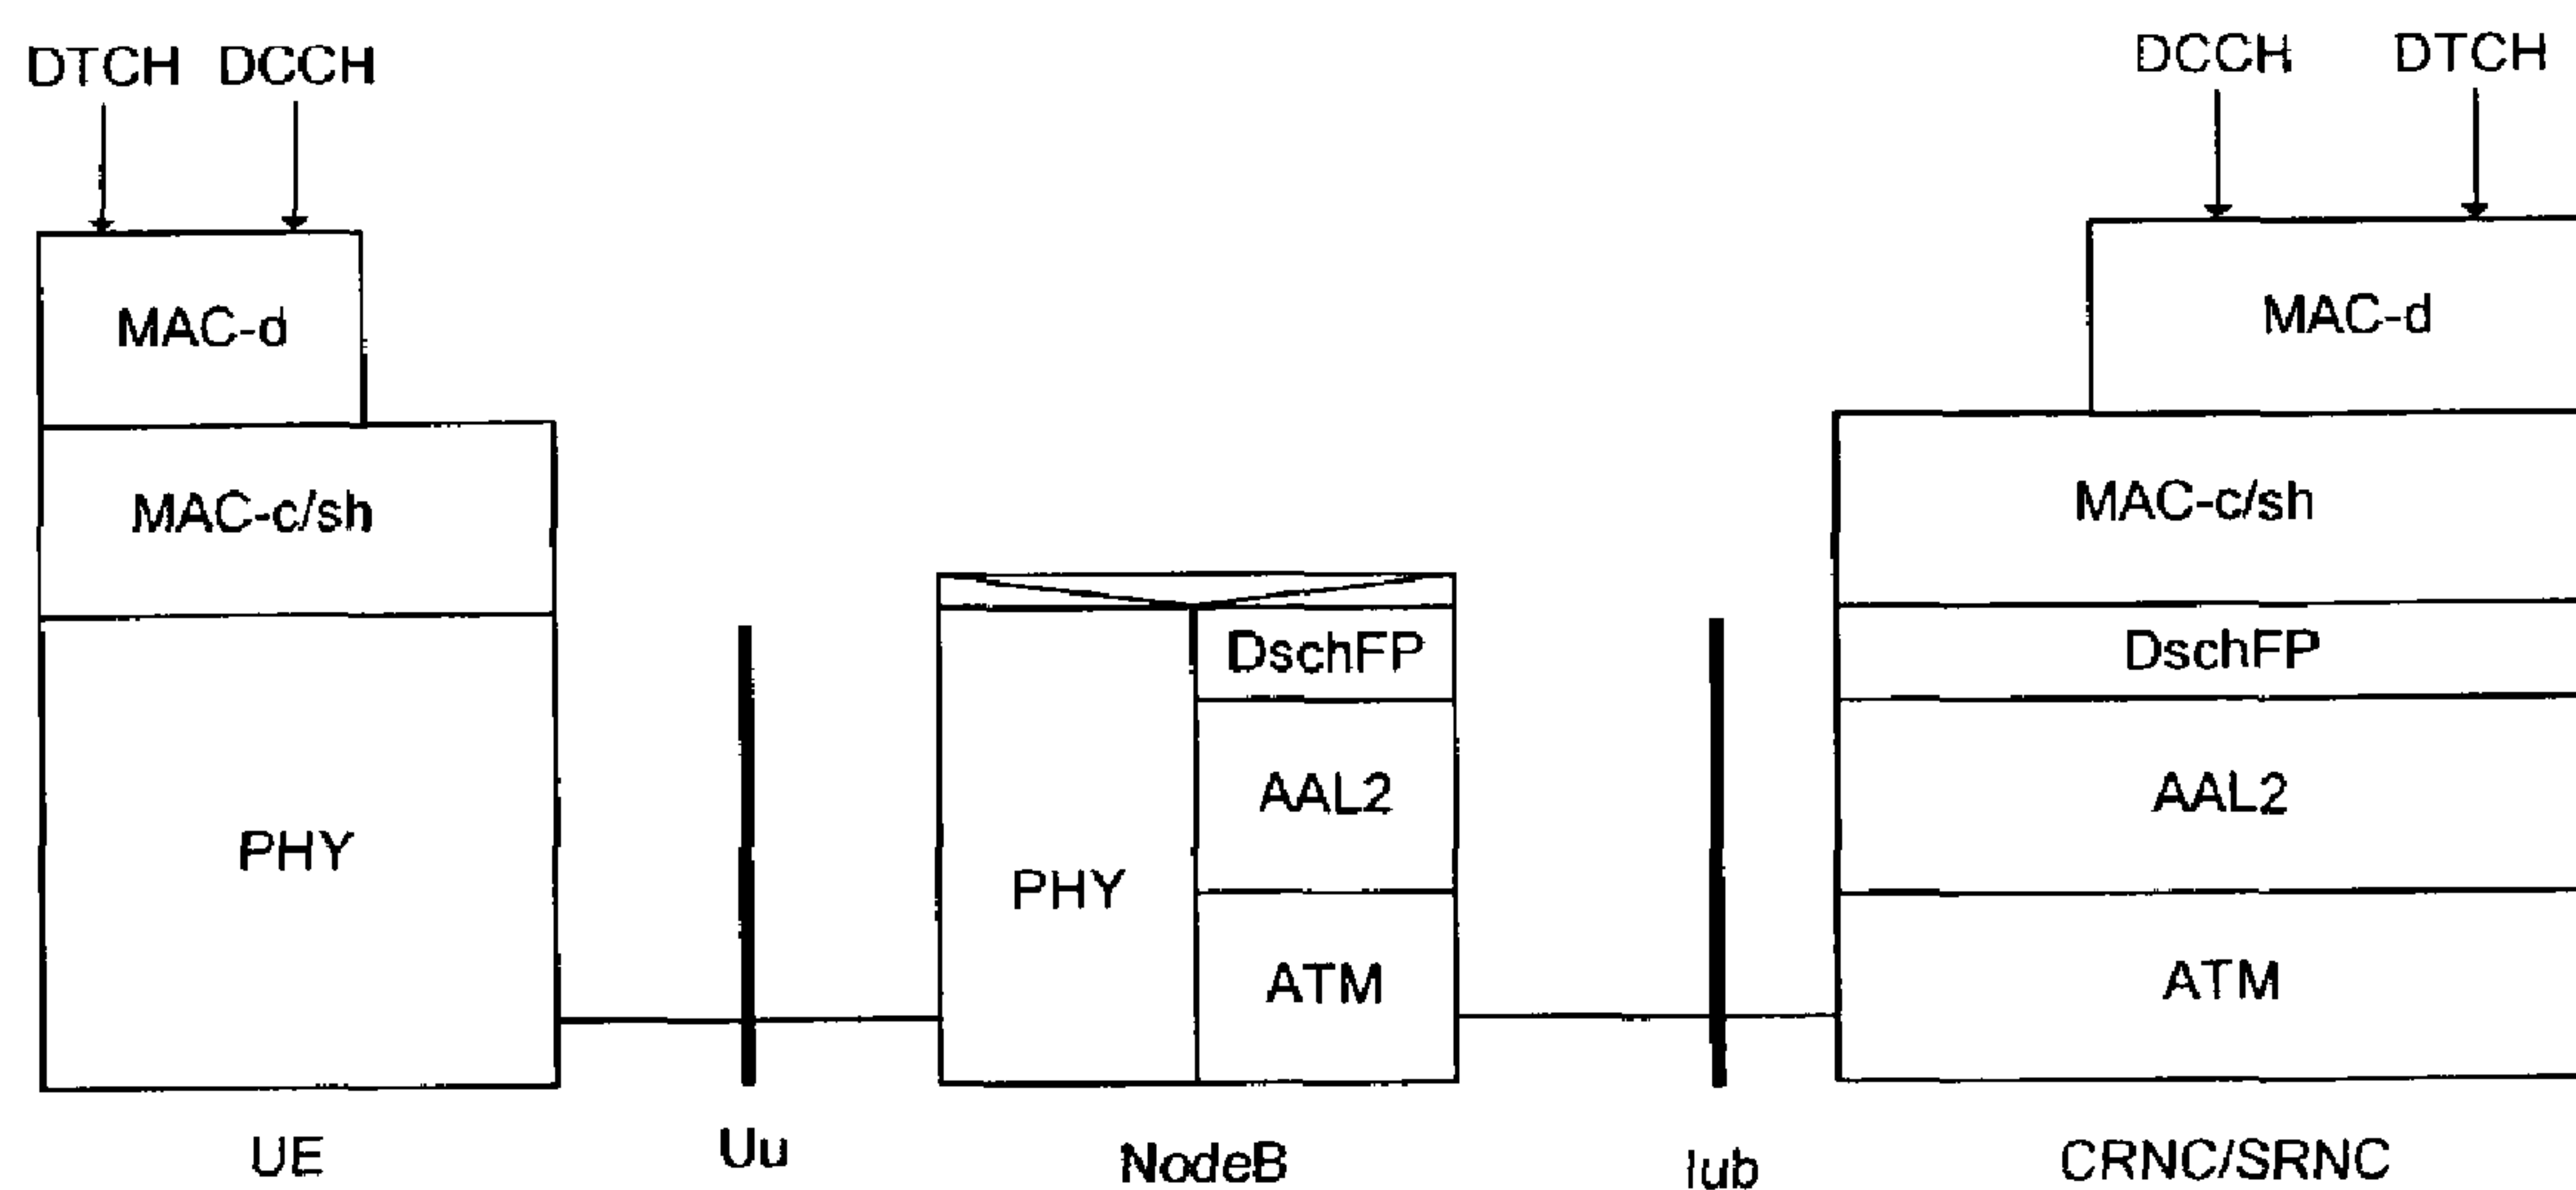 DTCH DCCH
DCCH DTCH
MAC-d
MAC-d
MAC-c/sh
MAC-c/sh
DschFP
DschFP
AAL2
AAL2
PHY
PHY
ATM
ATM
UE
Uu
NodeB
Iub
CRNC/SRNC